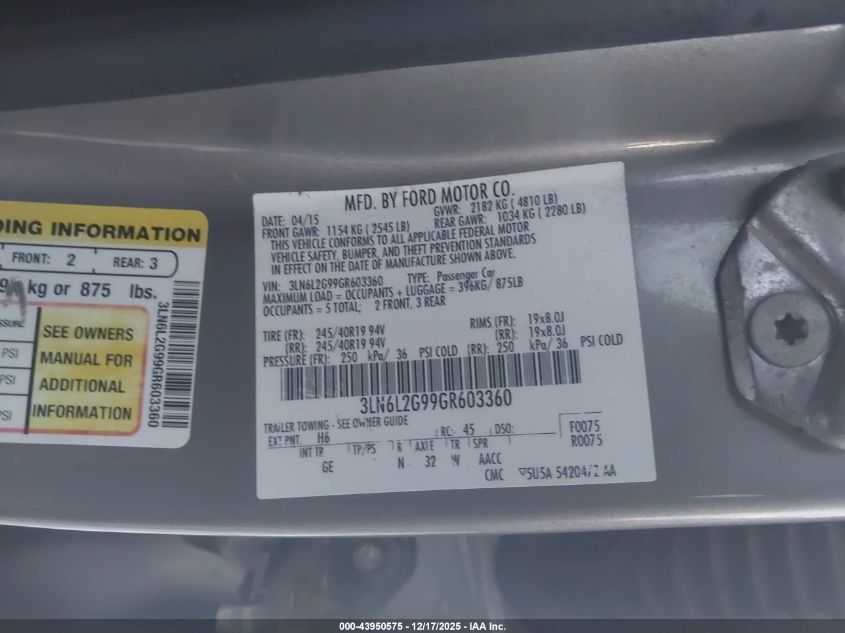 MFD. BY FORD MOTOR CO.
DATE: 04/15 GVWR: 2182 KG ( 4810 LB)
FRONT GAWR: 1154 KG ( 2545 LB) REAR GAWR: 1034 KG ( 2280 LB)
THIS VEHICLE CONFORMS TO ALL APPLICABLE FEDERAL MOTOR
VEHICLE SAFETY, BUMPER, AND THEFT PREVENTION STANDARDS
IN EFFECT ON THE DATE OF MANUFACTURE SHOWN ABOVE.
VIN: 3LN6L2G99GR603360 TYPE: Passenger Car
MAXIMUM LOAD = OCCUPANTS + LUGGAGE = 396KG/ 875LB
OCCUPANTS = 5 TOTAL; 2 FRONT, 3 REAR
TIRE (FR): 245/40R19 94V RIMS (FR): 19x8.0J
(RR): 245/40R19 94V (RR): 19x8.0J
PRESSURE (FR): 250 kPa/ 36 PSI COLD (RR): 250 kPa/ 36 PSI COLD
3LN6L2G99GR603360
TRAILER TOWING - SEE OWNER GUIDE
EXT PNT: H6 RC: 45 DSO: F0075
R0075
INT TR TP/PS R AXLE TR SPR
GE N 32 W AACC
CMC
INFORMATION
FRONT: 2 REAR: 3
kg or 875 lbs.
PSI
PSI
PSI
SEE OWNERS
MANUAL FOR
ADDITIONAL
INFORMATION
3LN6L2G99GR603360
000-43950575 - 12/17/2025 - IAA Inc.